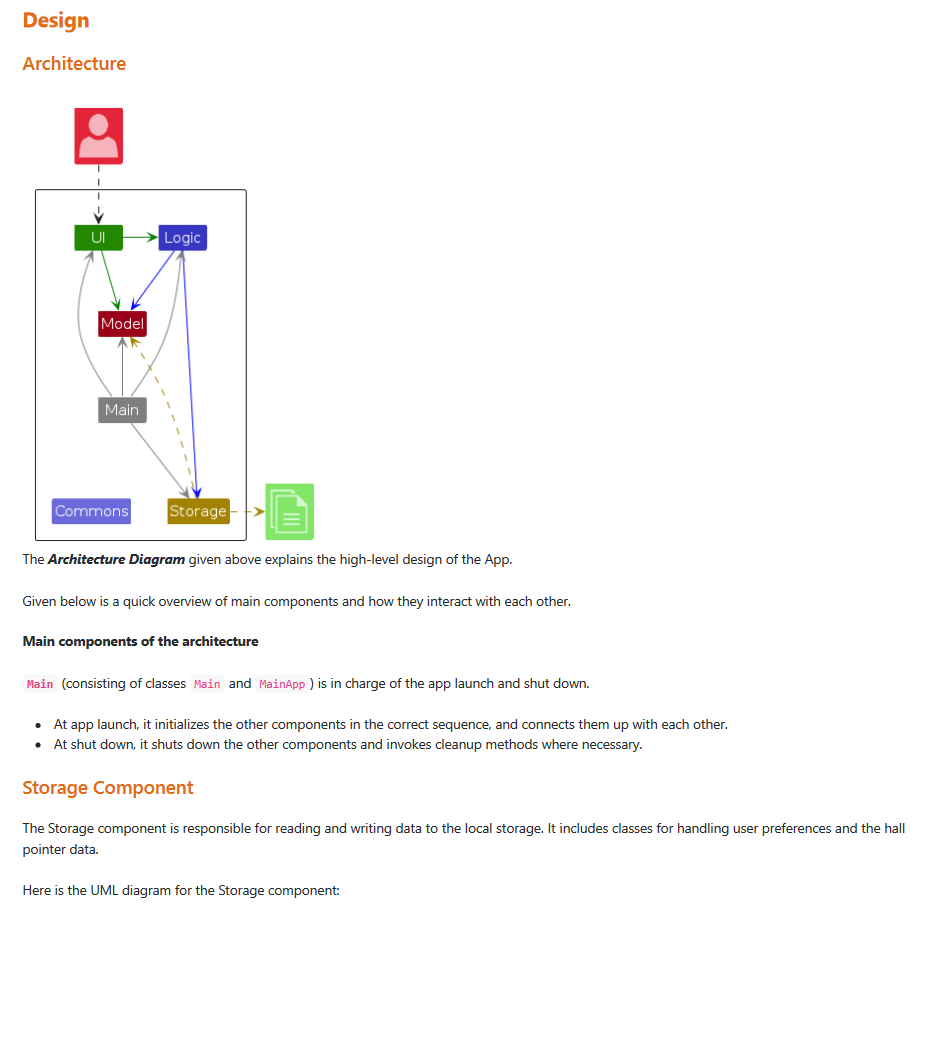 Design
Architecture
UI
Logic
Model
Main
Commons
Storage
The Architecture Diagram given above explains the high-level design of the App.
Given below is a quick overview of main components and how they interact with each other.
Main components of the architecture
Main (consisting of classes Main and MainApp ) is in charge of the app launch and shut down.
At app launch, it initializes the other components in the correct sequence, and connects them up with each other.
At shut down, it shuts down the other components and invokes cleanup methods where necessary.
Storage Component
The Storage component is responsible for reading and writing data to the local storage. It includes classes for handling user preferences and the hall
pointer data.
Here is the UML diagram for the Storage component: